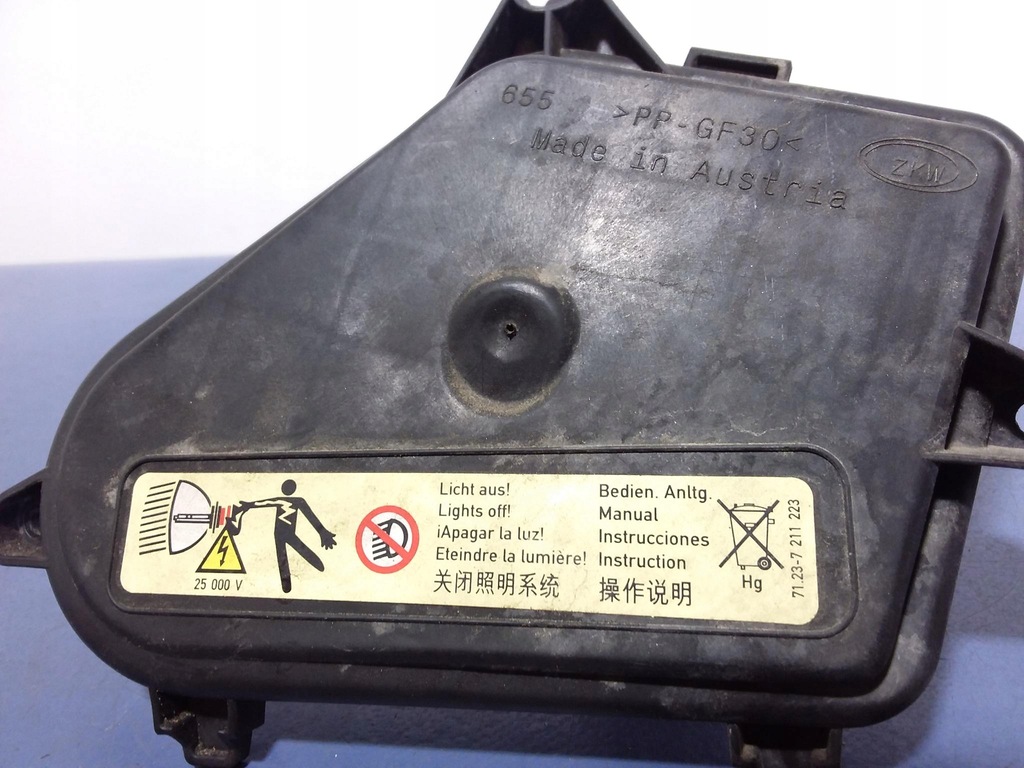 655 >PP-GF30<
Made in Austria
ZKW
25 000 V
Licht aus!
Lights off!
¡Apagar la luz!
Eteindre la lumière!
关闭照明系统
Bedien. Anltg.
Manual
Instrucciones
Instruction
操作说明
Hg
71.23-7 211 223